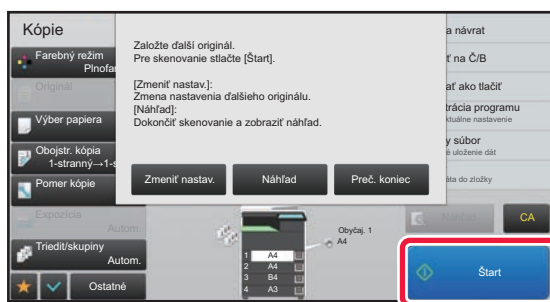 Kópie
Farebný režim
Plnofar
Originál
Výber papiera
Obojstr. kópia
1-stranný→1-s
Pomer kópie
Expozícia
Autom.
Triediť/skupiny
Autom.
Ostatné
Založte ďalší originál.
Pre skenovanie stlačte [Štart].
[Zmeniť nastav.]:
Zmena nastavenia ďalšieho originálu.
[Náhľad]:
Dokončiť skenovanie a zobraziť náhľad.
Zmeniť nastav.
Náhľad
Preč. koniec
1 A4
2 A4
3 B4
4 A3
Obyčaj. 1
A4
a návrat
ť na Č/B
ať ako tlačiť
trácia programu
ktuálne nastavenie
y súbor
é uloženie dát
áta do zložky
Náhľad
CA
Štart